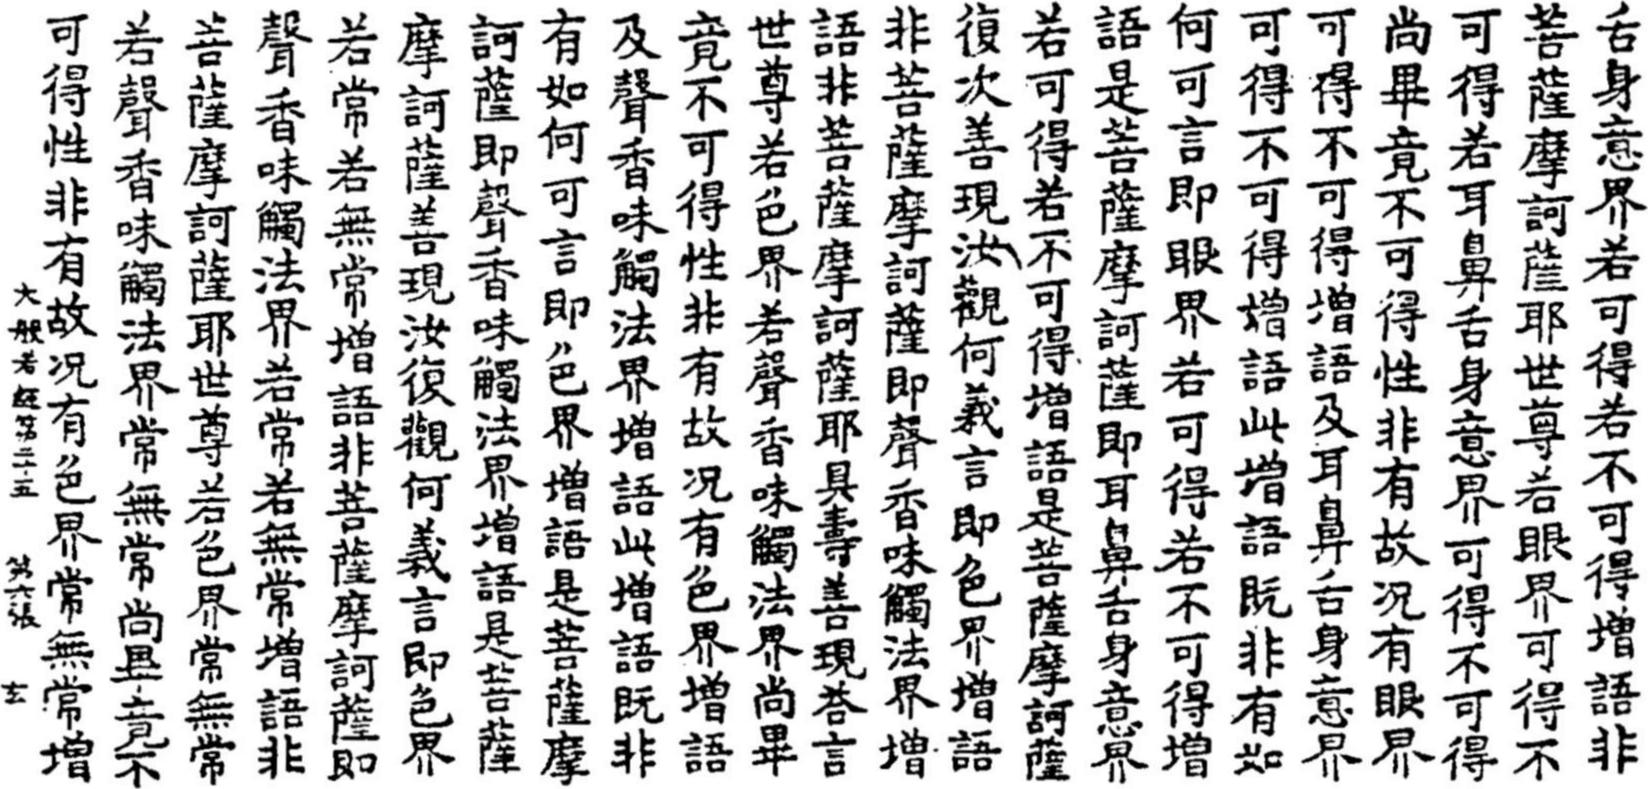 舌身意界若可得若不可得增語非
菩薩摩訶薩耶世尊若眼界可得不
可得若耳鼻舌身意界可得不可得
尚畢竟不可得性非有故况有眼界
可得不可得增語及耳鼻舌身意界
可得不可得增語此增語既非有如
何可言即眼界若可得若不可得增
語是菩薩摩訶薩即耳鼻舌身意界
若可得若不可得增語是菩薩摩訶薩
復次善現汝觀何義言即色界增語
非菩薩摩訶薩即聲香味觸法界增
語非菩薩摩訶薩耶具壽善現荅言
世尊若色界若聲香味觸法界尚畢
竟不可得性非有故况有色界增語
及聲香味觸法界增語此增語既非
有如何可言即色界增語是菩薩摩
訶薩即聲香味觸法界增語是菩薩
摩訶薩善現汝復觀何義言即色界
若常若無常增語非菩薩摩訶薩即
聲香味觸法界若常若無常增語非
菩薩摩訶薩耶世尊若色界常無常
若聲香味觸法界常無常尚畢竟不
可得性非有故况有色界常無常增
大般若経第二十五 第六張 玄